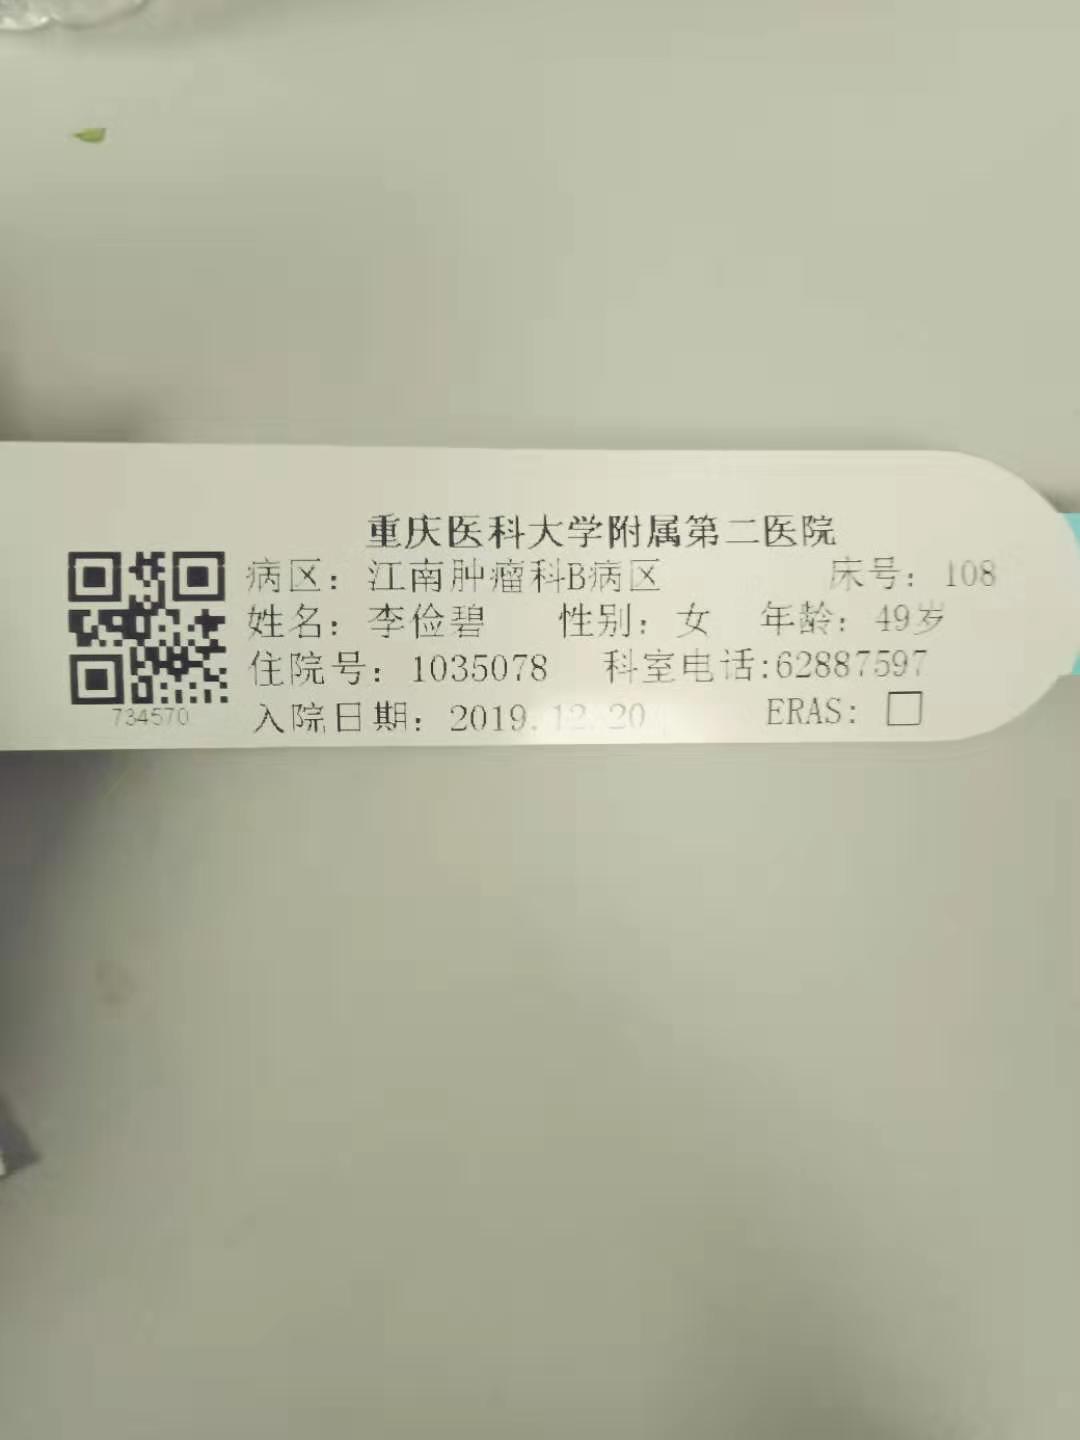 重庆医科大学附属第二医院
病区：江南肿瘤科B病区 床号：108
姓名：李俭碧 性别：女 年龄：49岁
住院号：1035078 科室电话:62887597
734570
入院日期：2019.12.20 ERAS: □